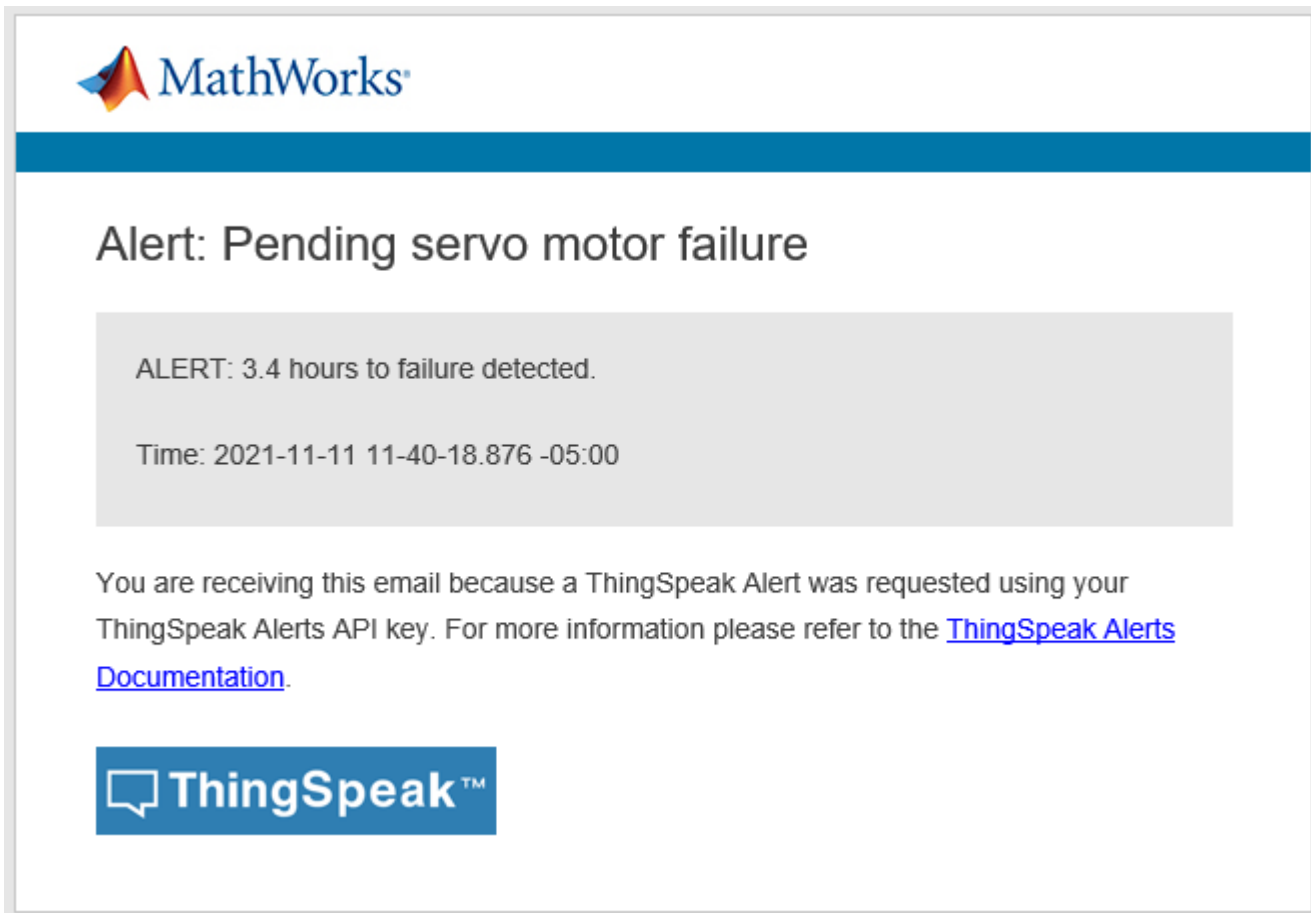 MathWorks®
Alert: Pending servo motor failure
ALERT: 3.4 hours to failure detected.
Time: 2021-11-11 11-40-18.876 -05:00
You are receiving this email because a ThingSpeak Alert was requested using your
ThingSpeak Alerts API key. For more information please refer to the ThingSpeak Alerts
Documentation.
ThingSpeak™